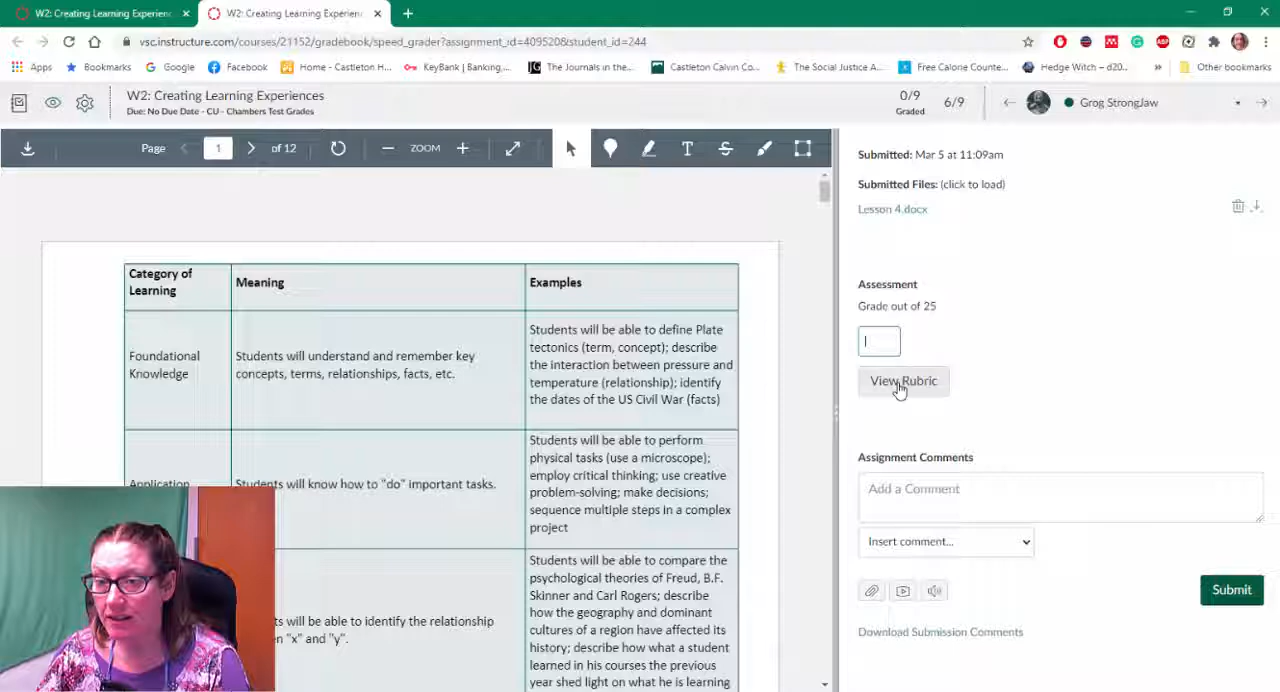 W2: Creating Learning Experienc
W2: Creating Learning Experienc
vsc.instructure.com/courses/21152/gradebook/speed_grader?assignment_id=4095208&student_id=244
Apps
Bookmarks
Google
Facebook
Home - Castleton H...
KeyBank | Banking,...
The Journals in the...
Castleton Calvin Co...
The Social Justice A...
Free Calorie Counte...
Hedge Witch – d20...
Other bookmarks
W2: Creating Learning Experiences
Due: No Due Date - CU - Chambers Test Grades
0/9
Graded
6/9
Grog StrongJaw
Page 1 of 12
ZOOM
Category of
Learning
Meaning
Examples
Foundational
Knowledge
Students will understand and remember key
concepts, terms, relationships, facts, etc.
Students will be able to define Plate
tectonics (term, concept); describe
the interaction between pressure and
temperature (relationship); identify
the dates of the US Civil War (facts)
Application
Students will know how to "do" important tasks.
Students will be able to perform
physical tasks (use a microscope);
employ critical thinking; use creative
problem-solving; make decisions;
sequence multiple steps in a complex
project
ts will be able to identify the relationship
en "x" and "y".
Students will be able to compare the
psychological theories of Freud, B.F.
Skinner and Carl Rogers; describe
how the geography and dominant
cultures of a region have affected its
history; describe how what a student
learned in his courses the previous
year shed light on what he is learning
Submitted: Mar 5 at 11:09am
Submitted Files: (click to load)
Lesson 4.docx
Assessment
Grade out of 25
View Rubric
Assignment Comments
Add a Comment
Insert comment...
Submit
Download Submission Comments